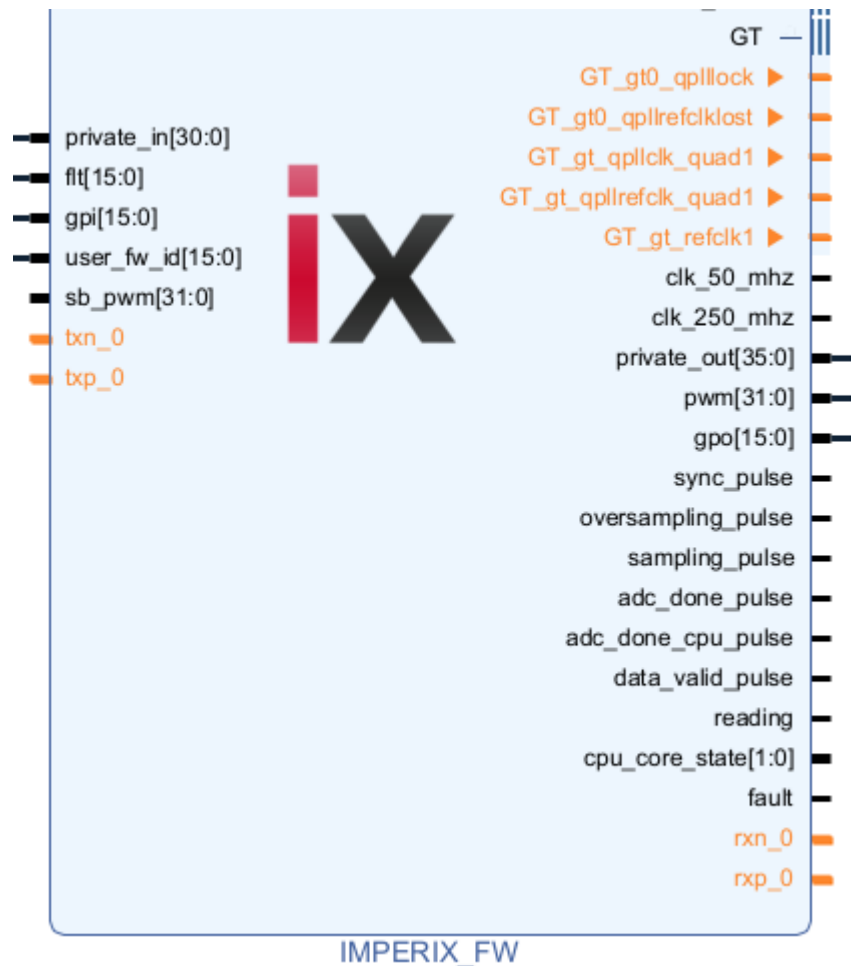 GT
GT_gt0_qplllock
GT_gt0_qpllrefclklost
GT_gt_qpllclk_quad1
GT_gt_qpllrefclk_quad1
GT_gt_refclk1
private_in[30:0]
flt[15:0]
gpi[15:0]
user_fw_id[15:0]
sb_pwm[31:0]
txn_0
txp_0
ix
clk_50_mhz
clk_250_mhz
private_out[35:0]
pwm[31:0]
gpo[15:0]
sync_pulse
oversampling_pulse
sampling_pulse
adc_done_pulse
adc_done_cpu_pulse
data_valid_pulse
reading
cpu_core_state[1:0]
fault
rxn_0
rxp_0
IMPERIX_FW